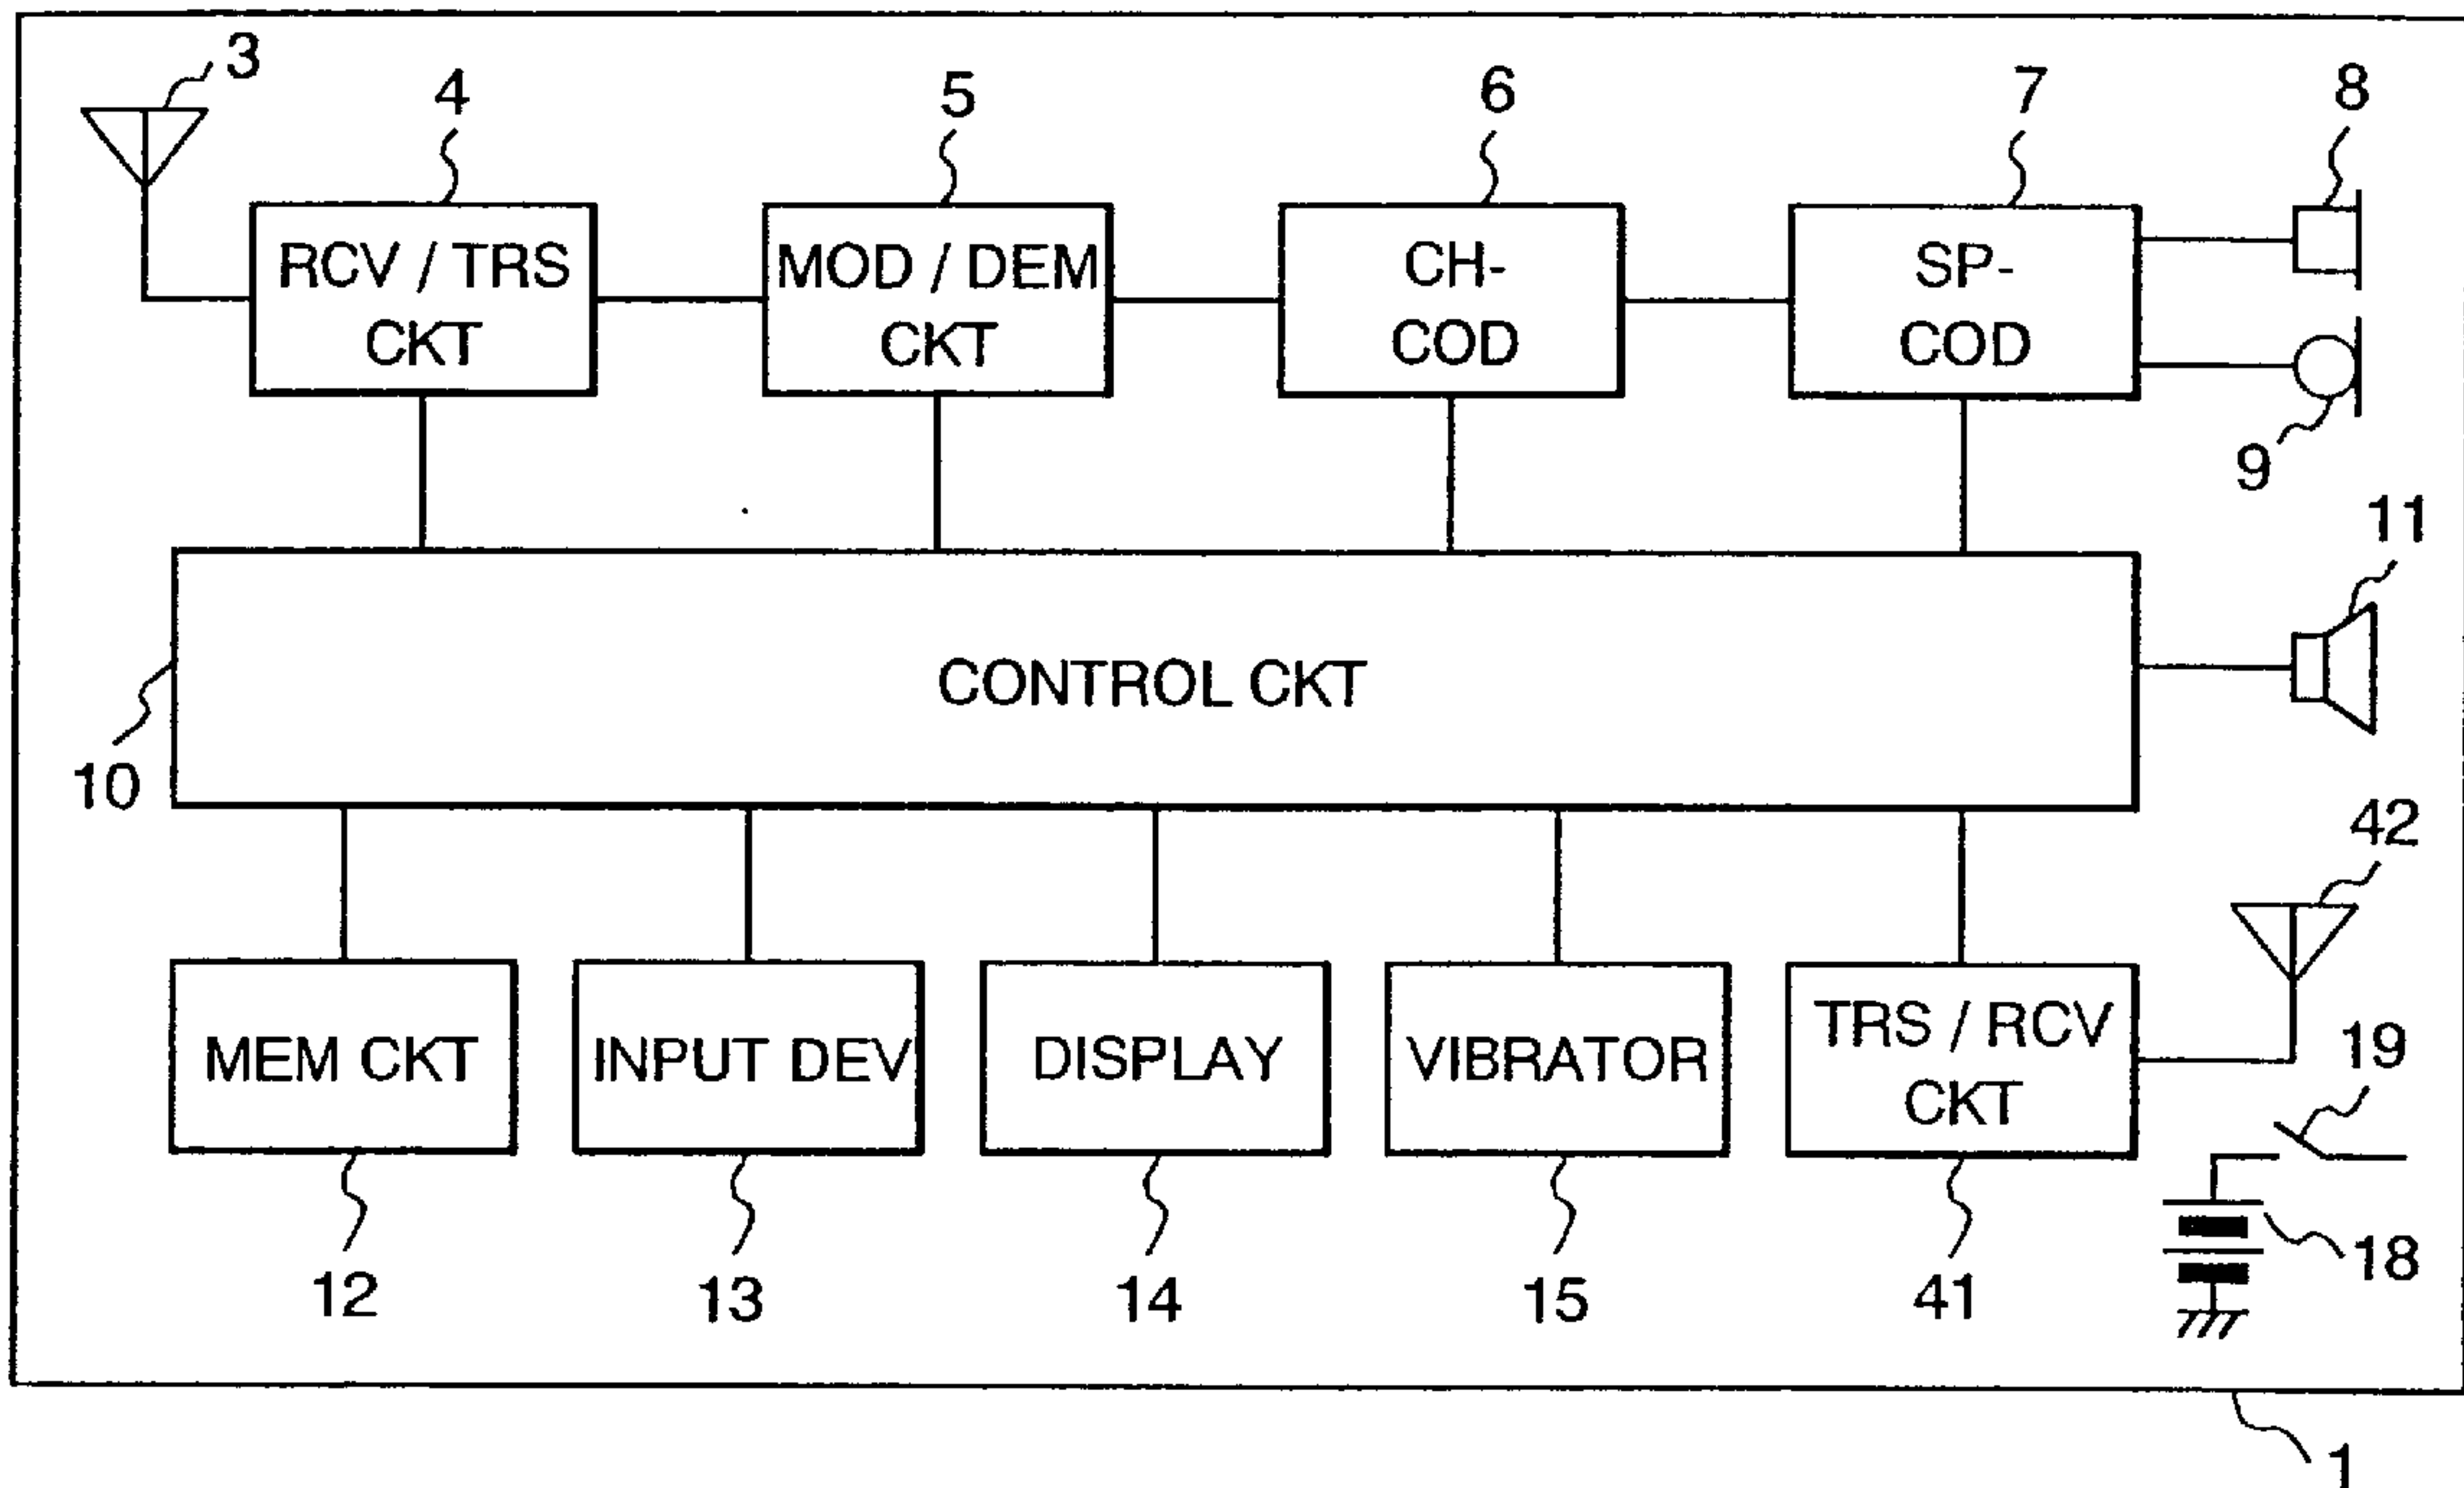 3
4
5
6
7
8
RCV / TRS
CKT
MOD / DEM
CKT
CH-
COD
SP-
COD
9
11
CONTROL CKT
10
42
MEM CKT
INPUT DEV
DISPLAY
VIBRATOR
TRS / RCV
CKT
19
18
12
13
14
15
41
1